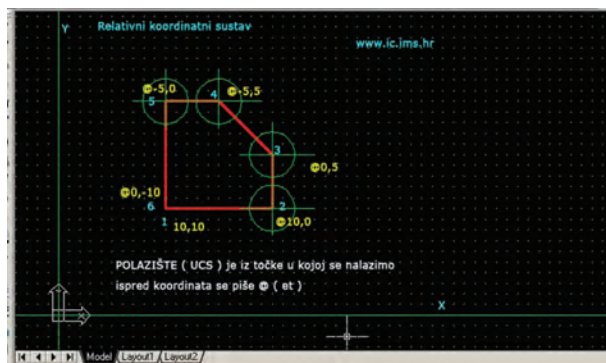 Relativni koordinatni sustav
Y
www.ic.ims.hr
@-5,0
@-5,5
5
4
3
@0,5
@0,-10
6
2
1
10,10
@10,0
POLAZIŠTE ( UCS ) je iz točke u kojoj se nalazimo
ispred koordinata se piše @ ( et )
X
X
Model Layout1 Layout2